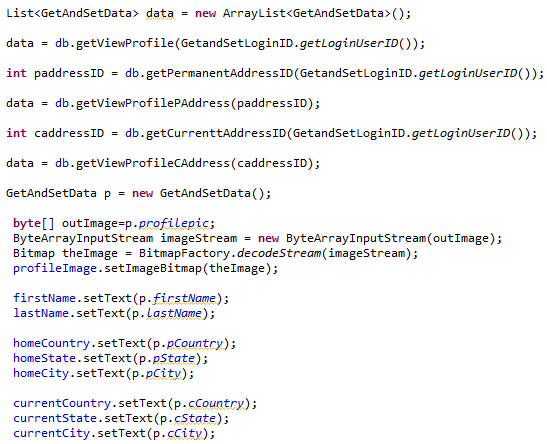 List<GetAndSetData> data = new ArrayList<GetAndSetData>();
data = db.getViewProfile(GetandSetLoginID.getLoginUserID());
int paddressID = db.getPermanentAddressID(GetandSetLoginID.getLoginUserID());
data = db.getViewProfilePAddress(paddressID);
int caddressID = db.getCurrenttAddressID(GetandSetLoginID.getLoginUserID());
data = db.getViewProfileCAddress(caddressID);
GetAndSetData p = new GetAndSetData();
byte[] outImage=p.profilepic;
ByteArrayInputStream imageStream = new ByteArrayInputStream(outImage);
Bitmap theImage = BitmapFactory.decodeStream(imageStream);
profileImage.setImageBitmap(theImage);
firstName.setText(p.firstName);
lastName.setText(p.lastName);
homeCountry.setText(p.pCountry);
homeState.setText(p.pState);
homeCity.setText(p.pCity);
currentCountry.setText(p.cCountry);
currentState.setText(p.cState);
currentCity.setText(p.cCity);